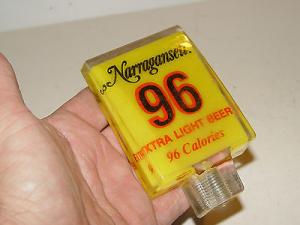 Narragansett
96
EXTRA LIGHT BEER
96 Calories